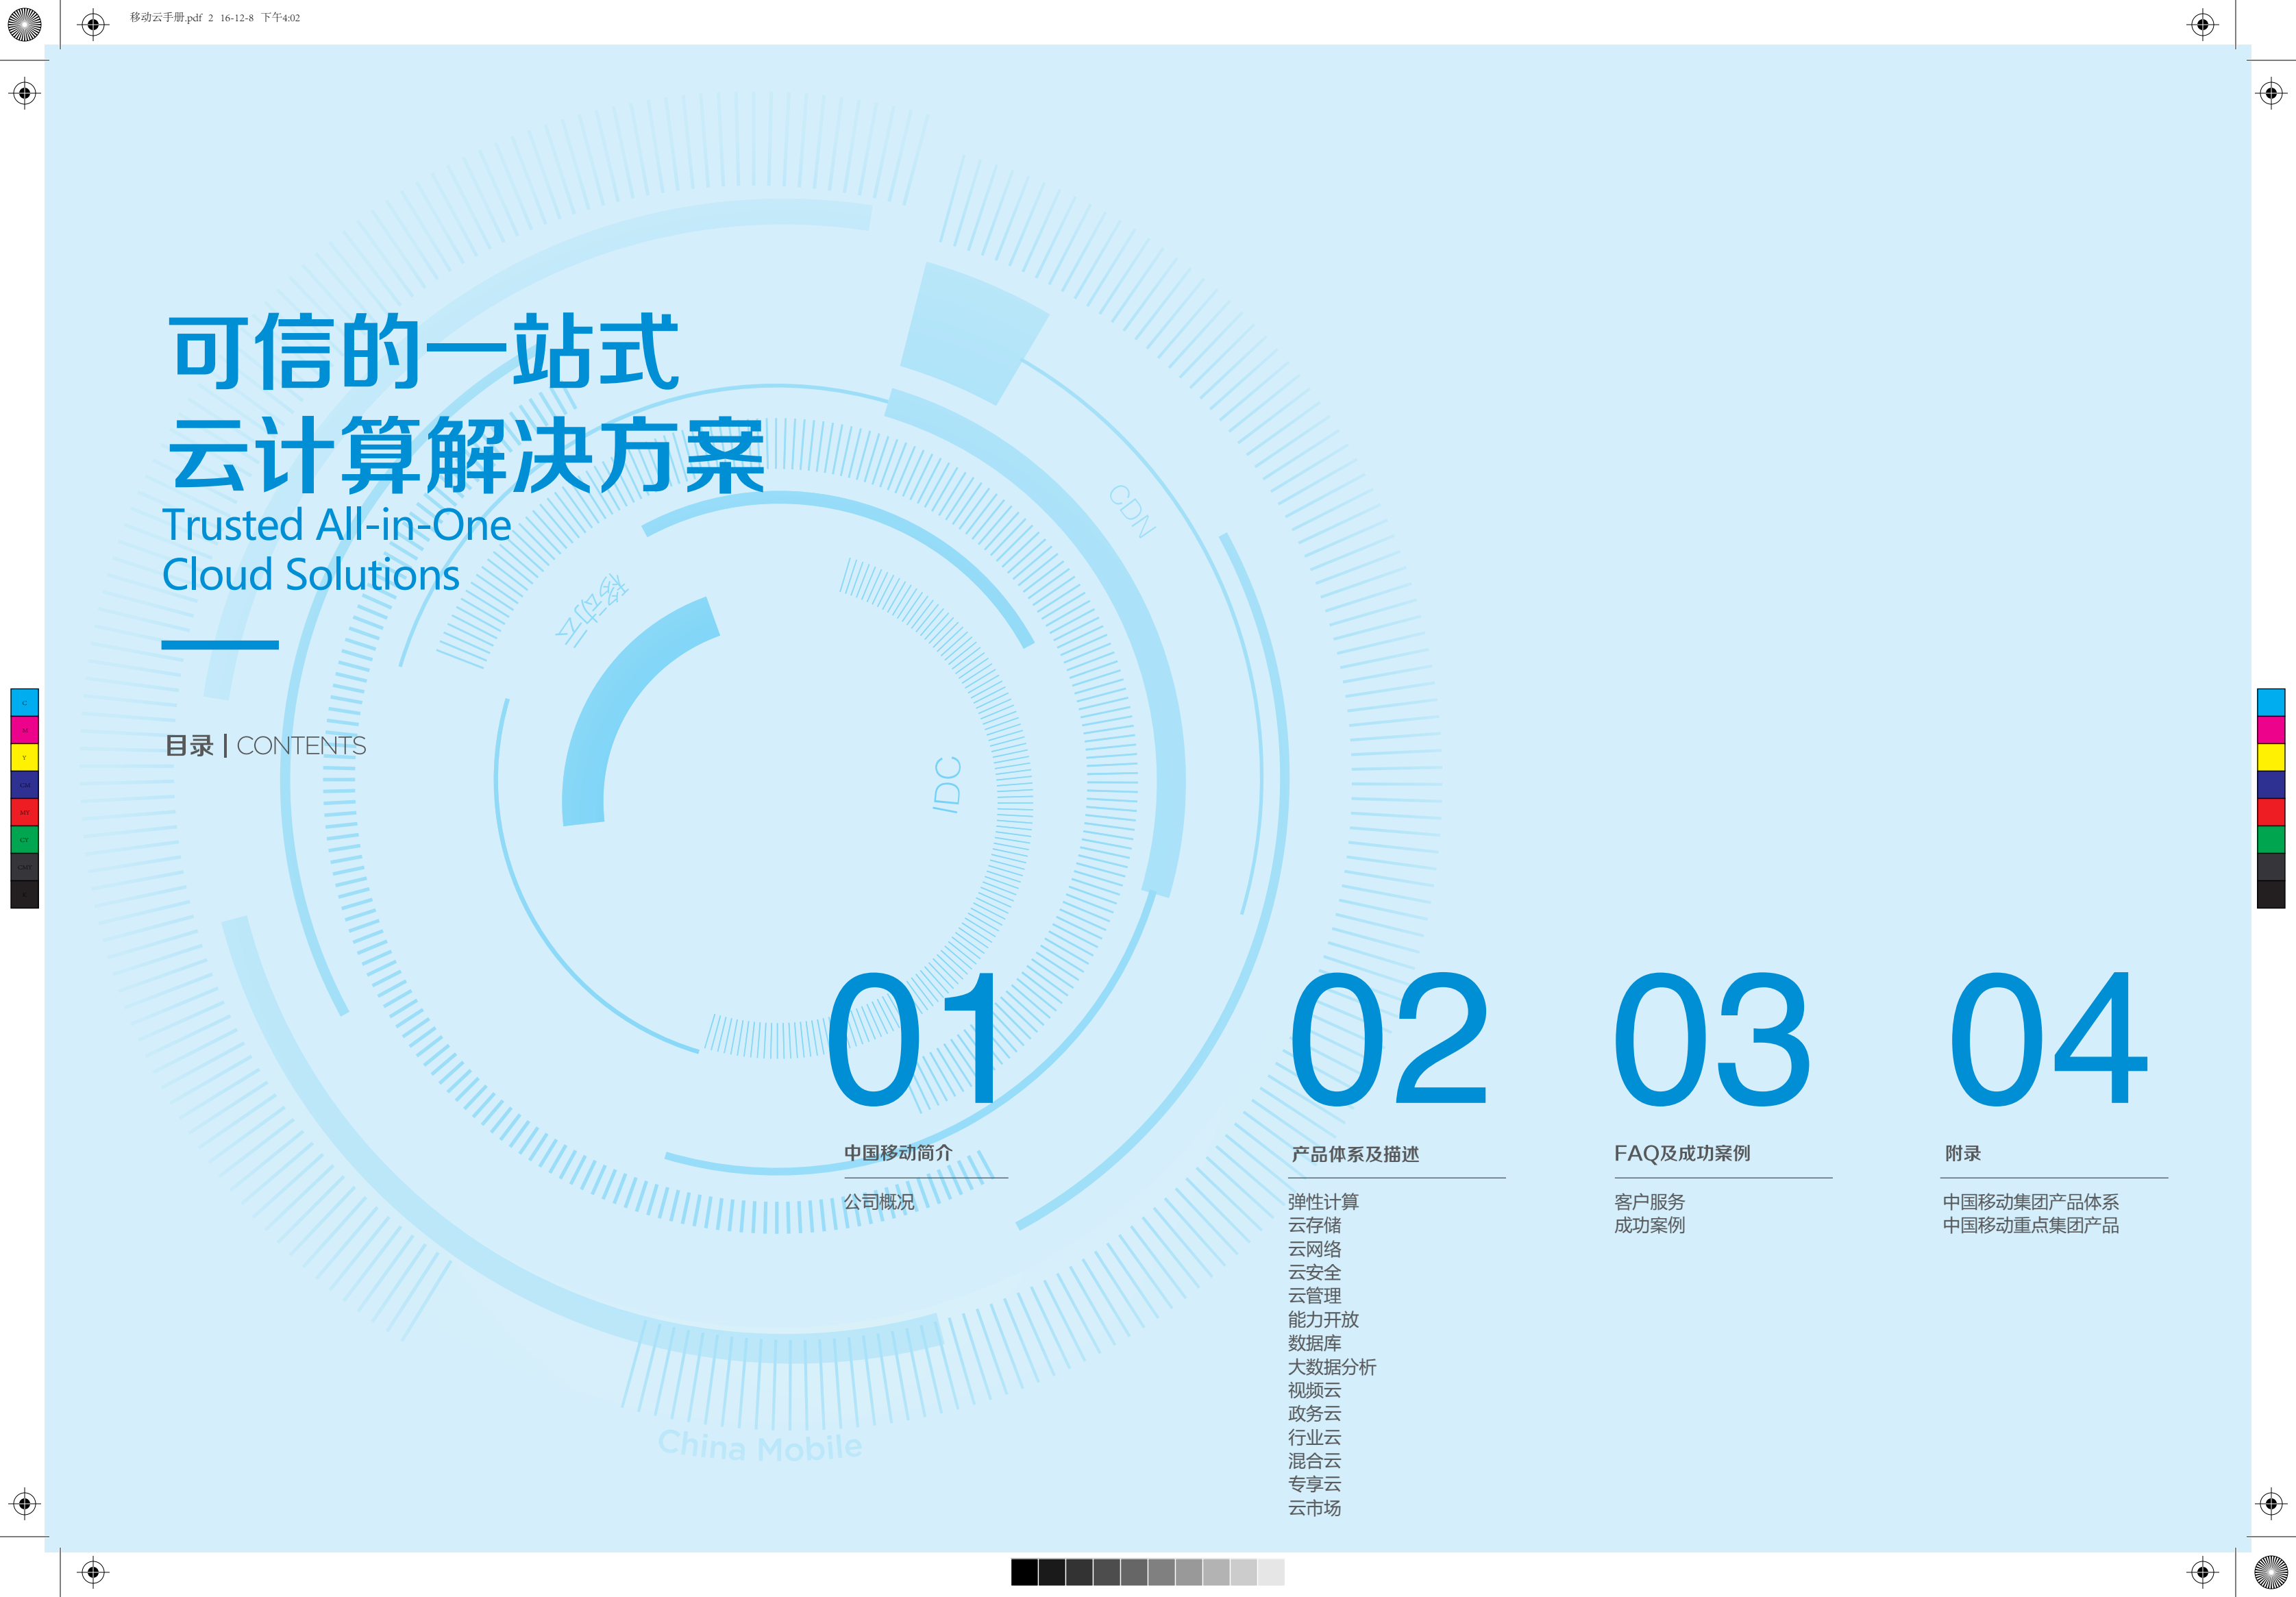 移动云手册.pdf 2 16-12-8 下午4:02
可信的一站式
云计算解决方案
Trusted All-in-One
Cloud Solutions
目录 | CONTENTS
移动云
CDN
IDC
China Mobile
01
中国移动简介
公司概况
02
产品体系及描述
弹性计算
云存储
云网络
云安全
云管理
能力开放
数据库
大数据分析
视频云
政务云
行业云
混合云
专享云
云市场
03
FAQ及成功案例
客户服务
成功案例
04
附录
中国移动集团产品体系
中国移动重点集团产品
C
M
Y
CM
MY
CY
CMY
K